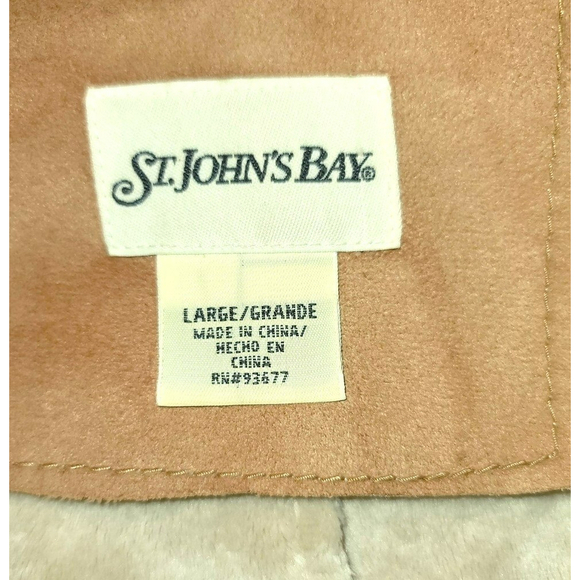 ST. JOHN'S BAY®
LARGE/GRANDE
MADE IN CHINA/
HECHO EN
CHINA
RN#93677